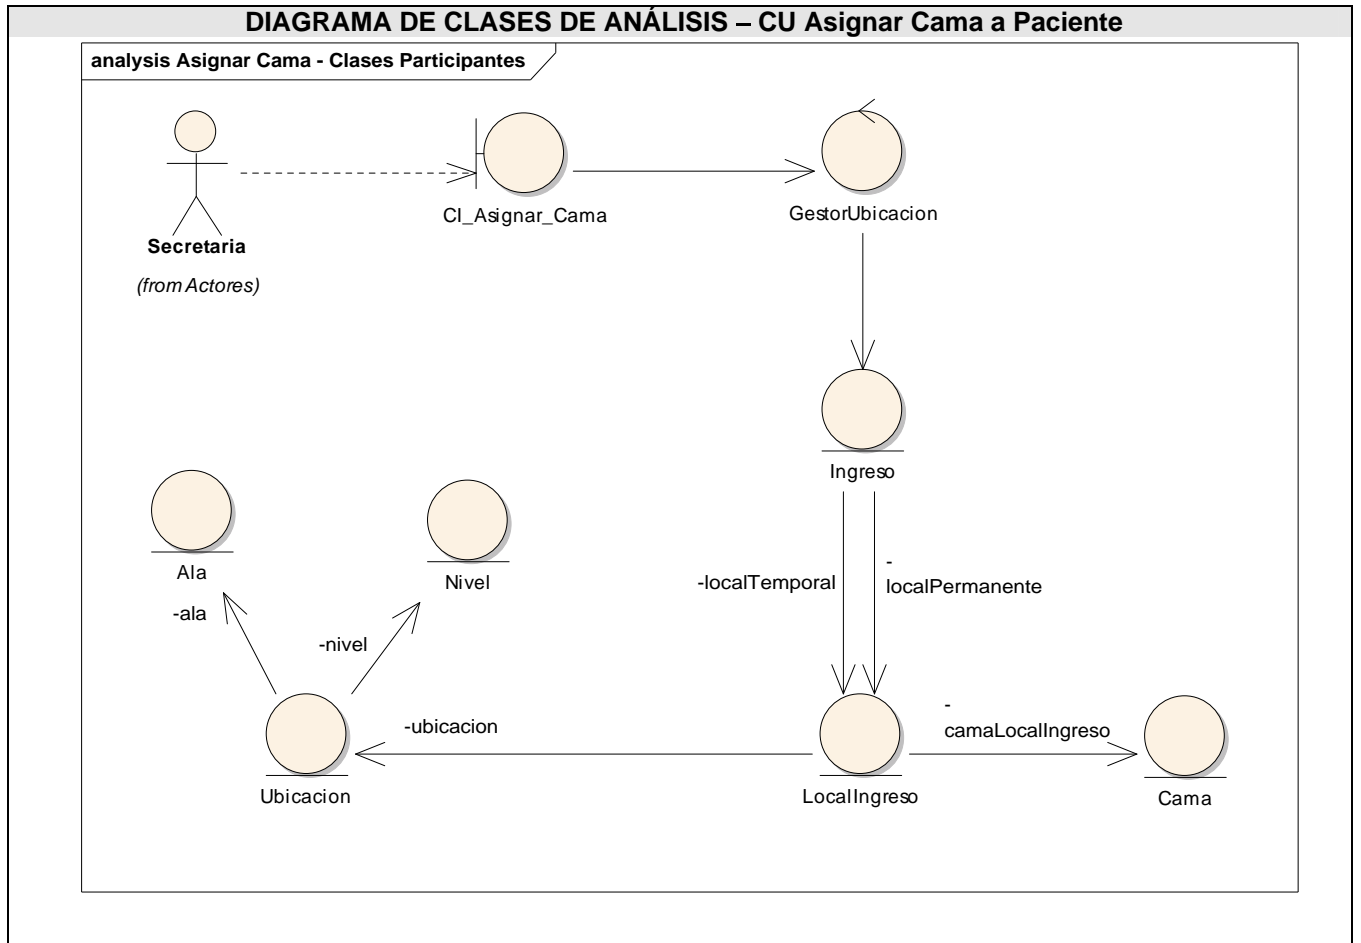 DIAGRAMA DE CLASES DE ANÁLISIS – CU Asignar Cama a Paciente
analysis Asignar Cama - Clases Participantes
CI_Asignar_Cama
GestorUbicacion
Secretaria
(from Actores)
Ingreso
Ala
Nivel
-localTemporal
-
localPermanente
-ala
-nivel
-ubicacion
-
camaLocalIngreso
Ubicacion
LocalIngreso
Cama